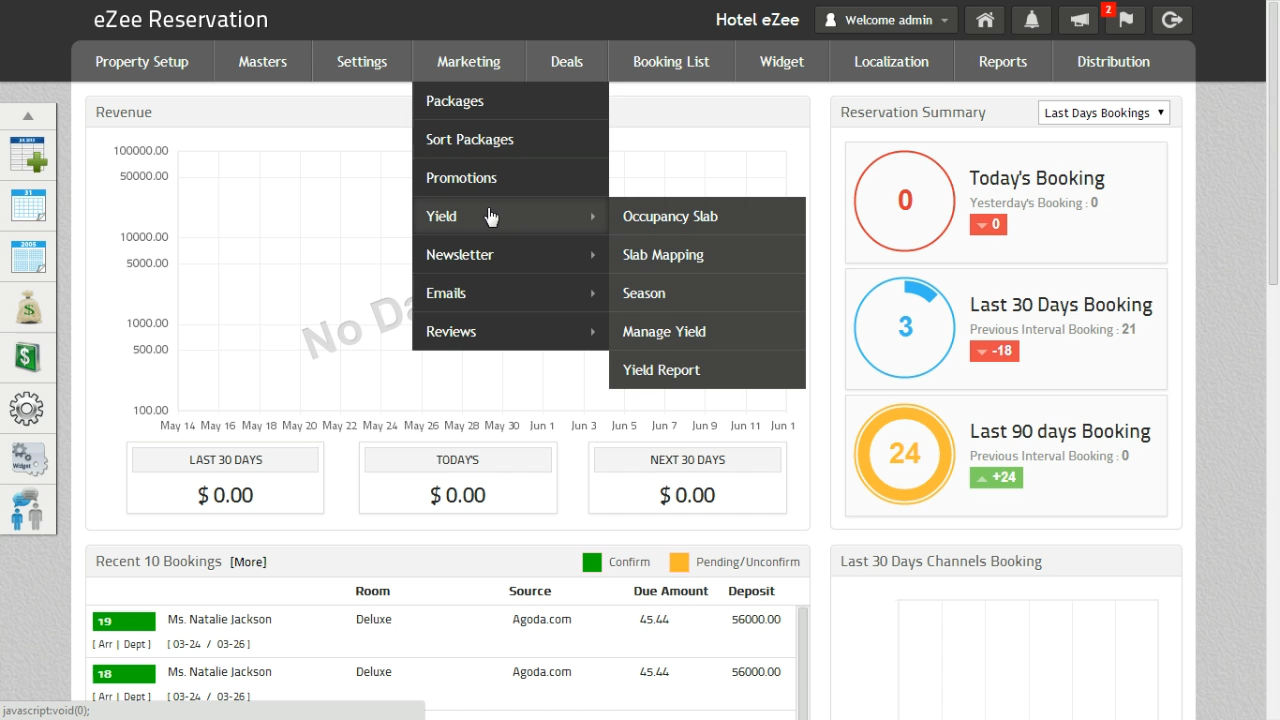 eZee Reservation
Hotel eZee
Welcome admin
2
Property Setup
Masters
Settings
Marketing
Deals
Booking List
Widget
Localization
Reports
Distribution
Packages
Sort Packages
Promotions
Yield
Newsletter
Emails
Reviews
Occupancy Slab
Slab Mapping
Season
Manage Yield
Yield Report
Revenue
100000.00
50000.00
10000.00
5000.00
1000.00
500.00
100.00
No Da
May 14 May 16 May 18 May 20 May 22 May 24 May 26 May 28 May 30 Jun 1 Jun 3 Jun 5 Jun 7 Jun 9 Jun 11 Jun 1
LAST 30 DAYS
$ 0.00
TODAY'S
$ 0.00
NEXT 30 DAYS
$ 0.00
Reservation Summary
Last Days Bookings
0
Today's Booking
Yesterday's Booking : 0
0
3
Last 30 Days Booking
Previous Interval Booking : 21
-18
24
Last 90 days Booking
Previous Interval Booking : 0
+24
Recent 10 Bookings [More]
Confirm
Pending/Unconfirm
Room Source Due Amount Deposit
19 Ms. Natalie Jackson Deluxe Agoda.com 45.44 56000.00
[ Arr | Dept ] [ 03-24 / 03-26 ]
18 Ms. Natalie Jackson Deluxe Agoda.com 45.44 56000.00
[ Arr | Dept ] [ 03-24 / 03-26 ]
Last 30 Days Channels Booking
31
2005
Widget
javascript:void(0);